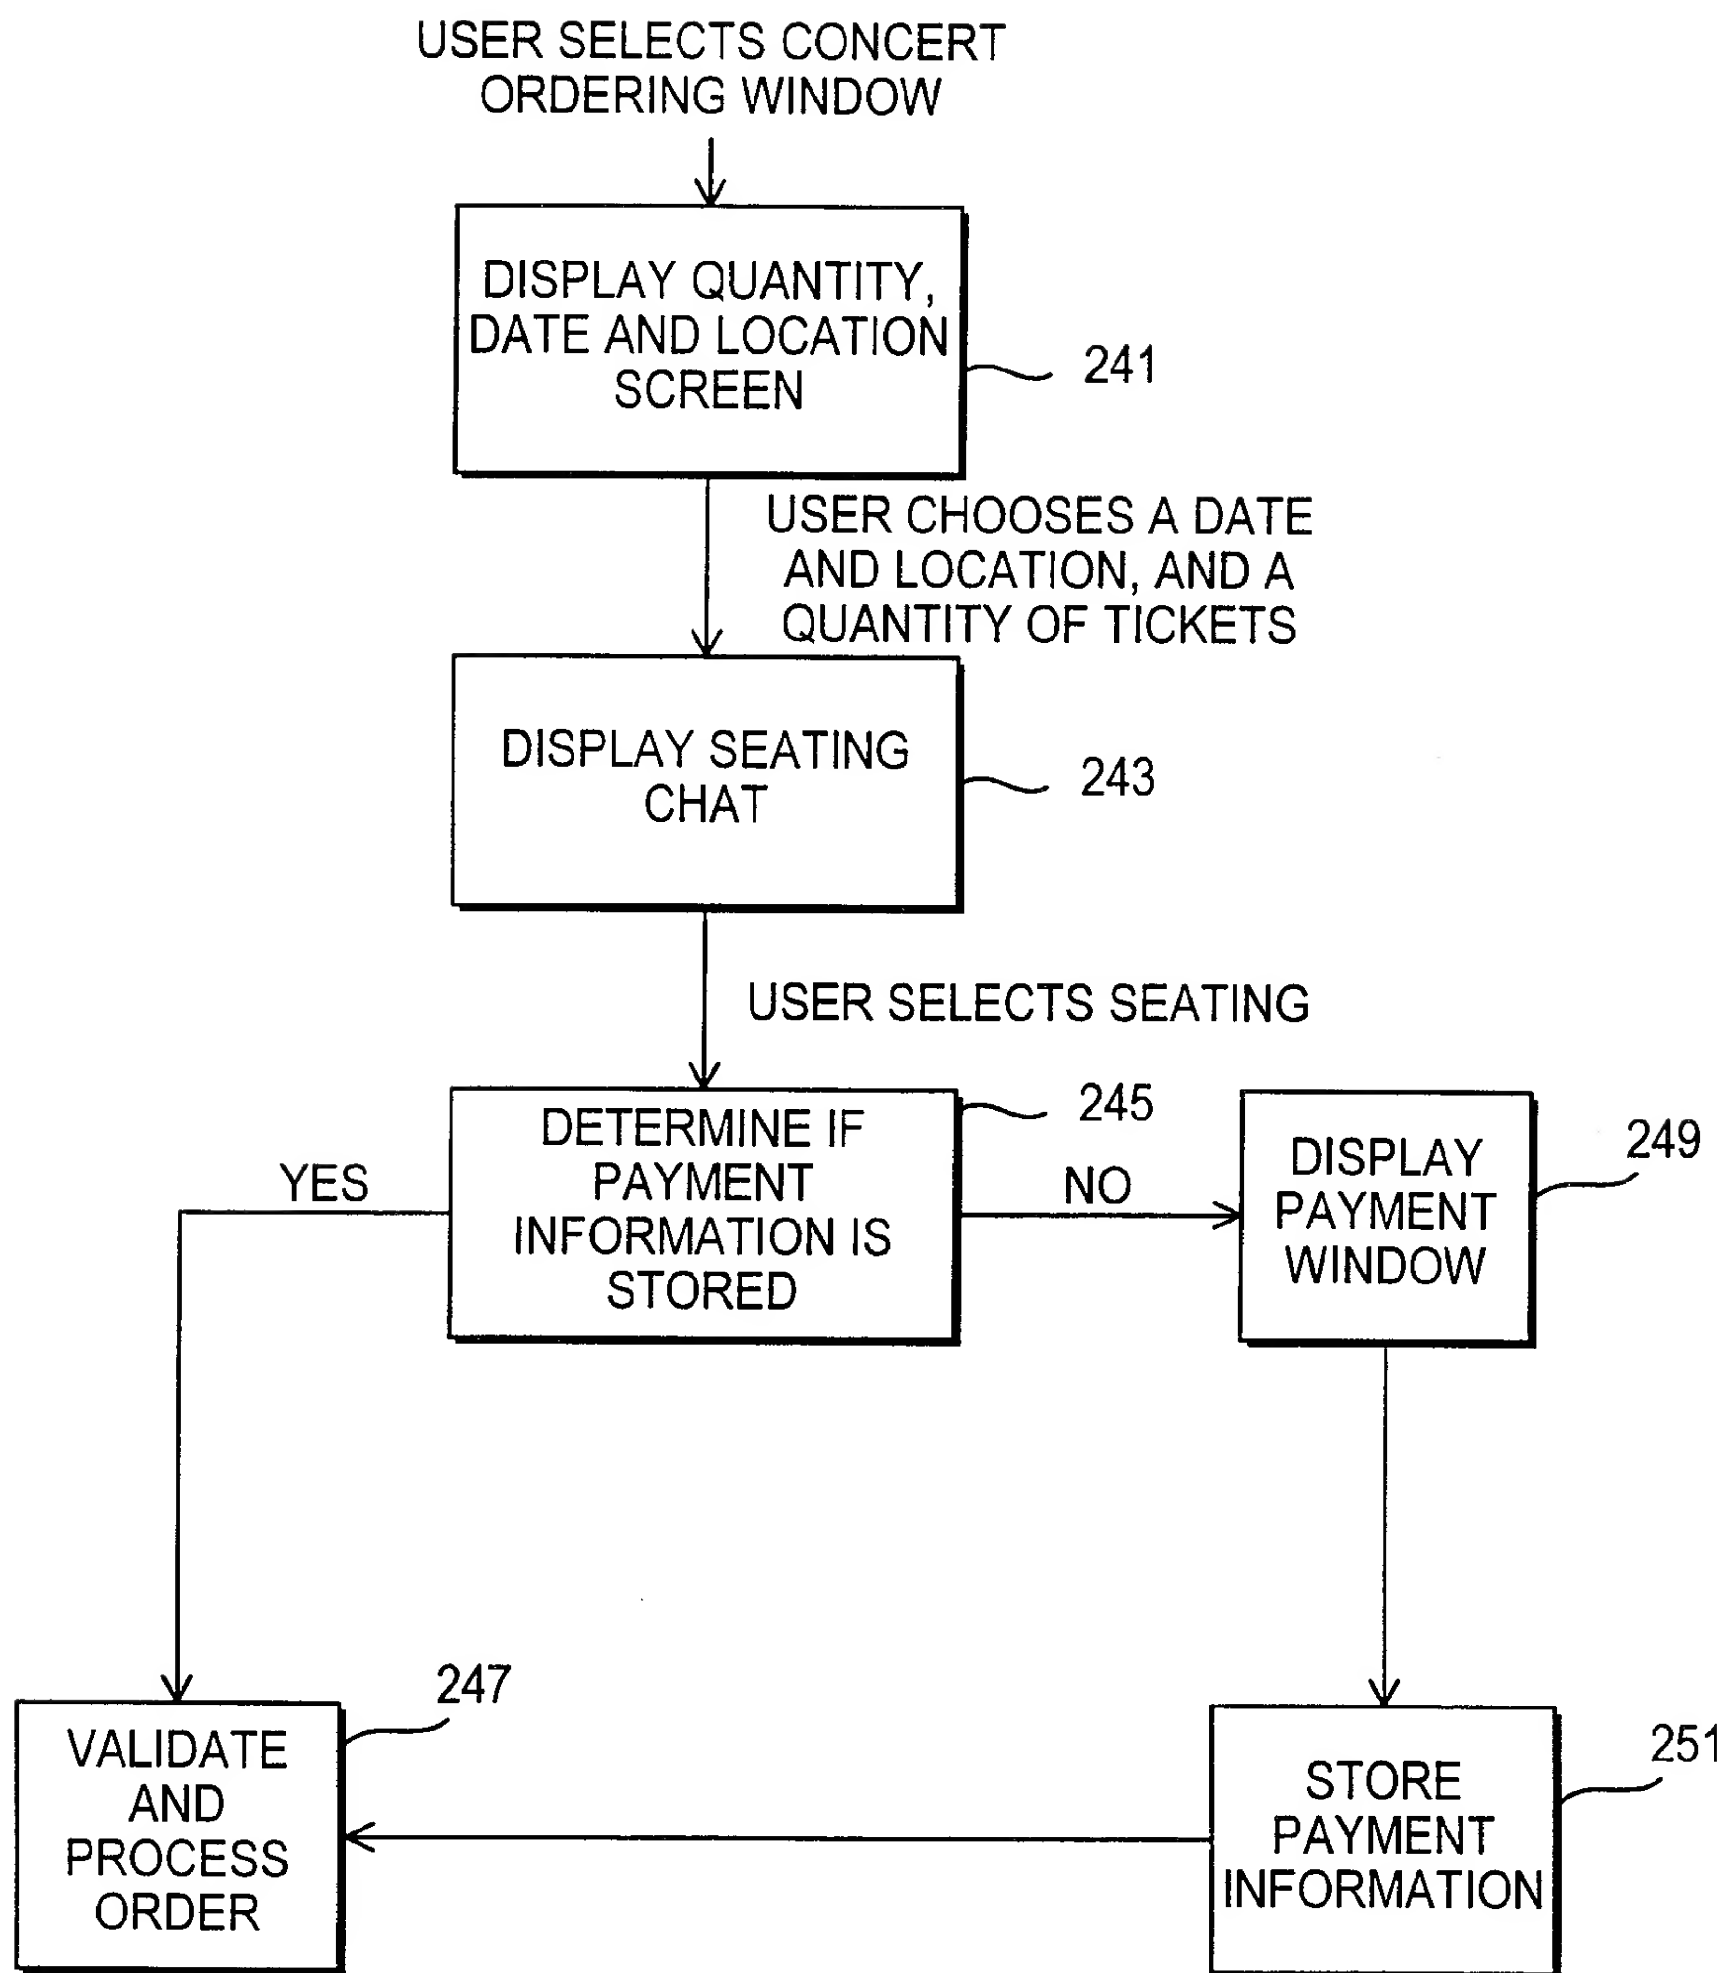 USER SELECTS CONCERT
ORDERING WINDOW
DISPLAY QUANTITY,
DATE AND LOCATION
SCREEN
241
USER CHOOSES A DATE
AND LOCATION, AND A
QUANTITY OF TICKETS
DISPLAY SEATING
CHAT
243
USER SELECTS SEATING
245
DETERMINE IF
PAYMENT
INFORMATION IS
STORED
YES
NO
249
DISPLAY
PAYMENT
WINDOW
247
VALIDATE
AND
PROCESS
ORDER
251
STORE
PAYMENT
INFORMATION